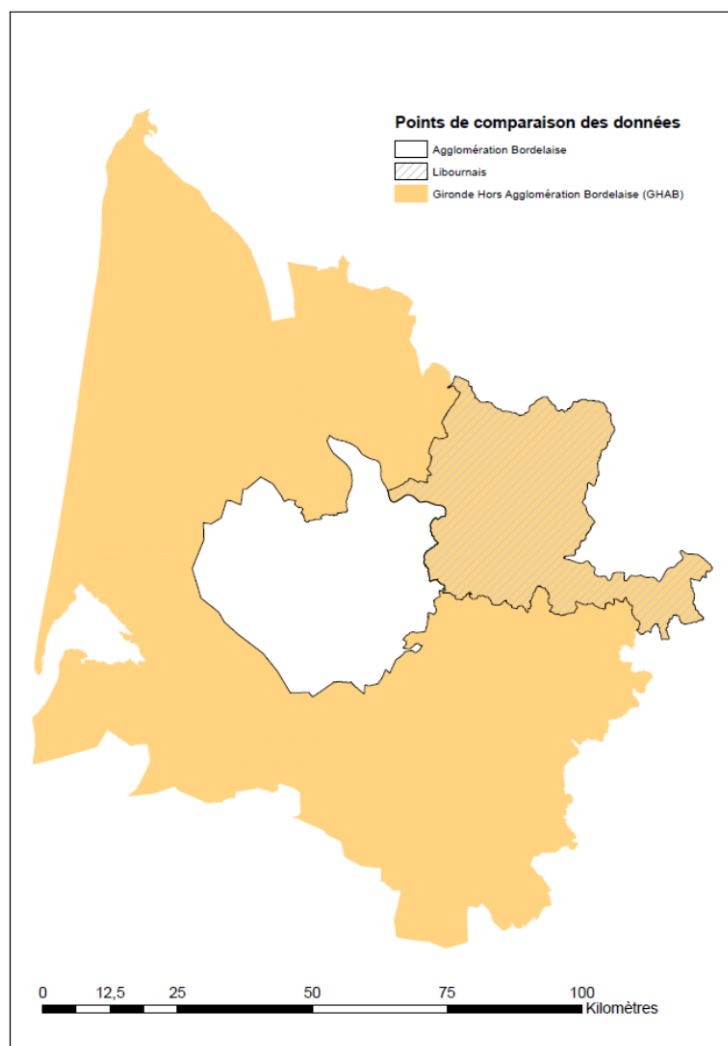 Points de comparaison des données
Agglomération Bordelaise
Libournais
Gironde Hors Agglomération Bordelaise (GHAB)
0 12,5 25 50 75 100
Kilomètres